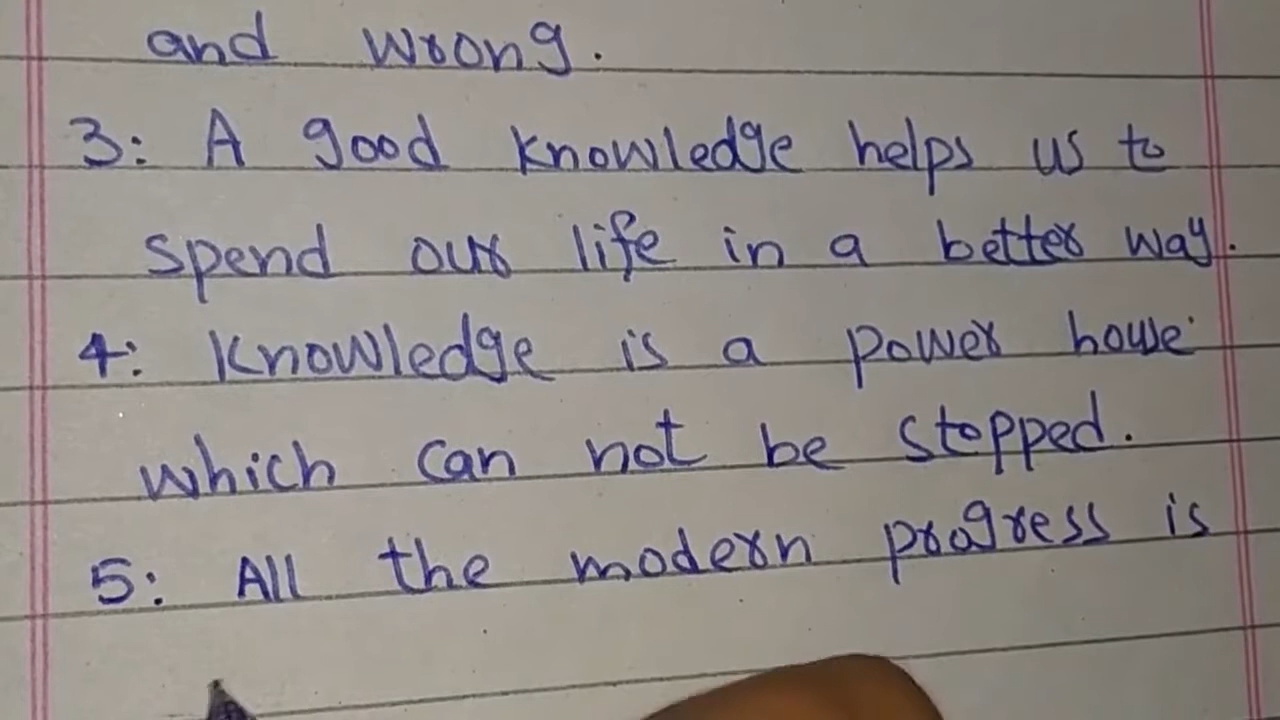 and wrong.
3: A good knowledge helps us to
spend our life in a better way.
4: Knowledge is a power house
which can not be stopped.
5: All the modern progress is